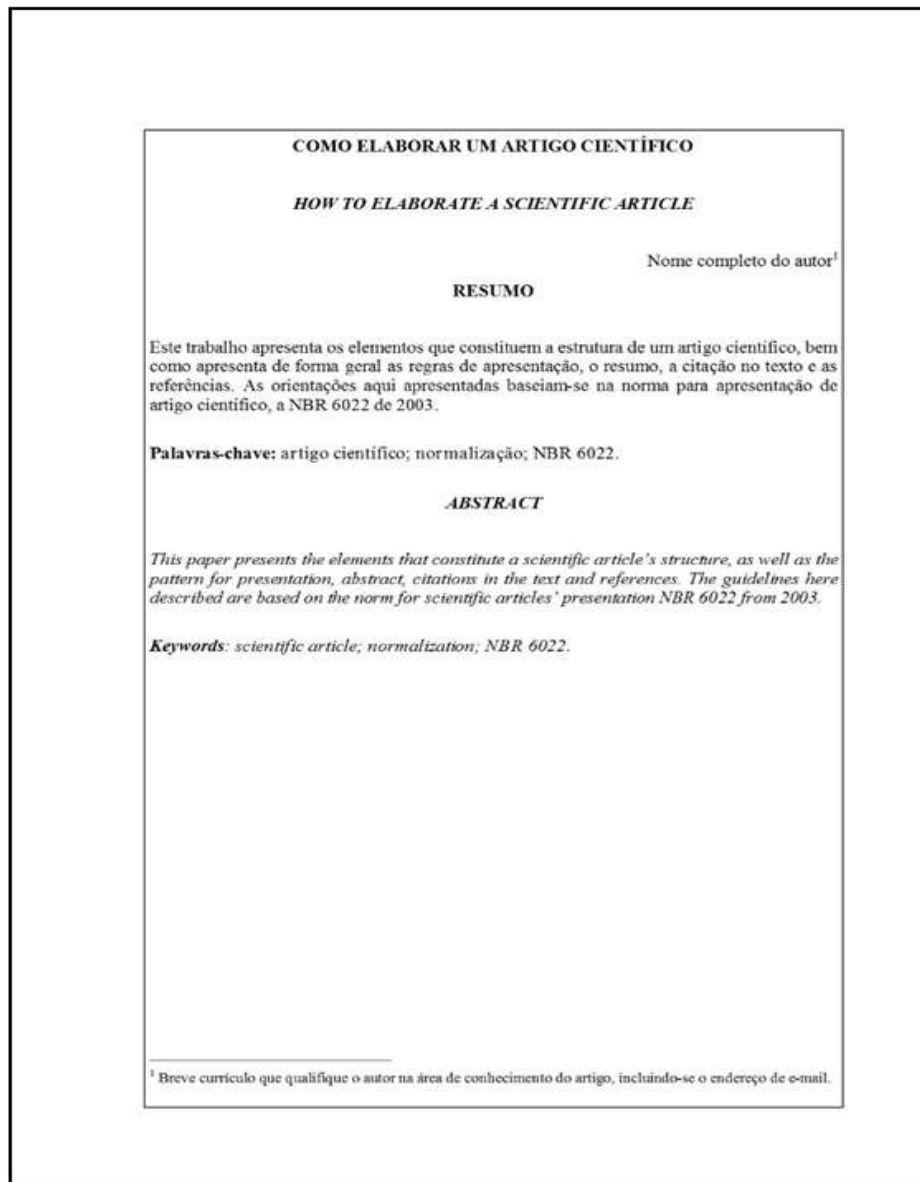 COMO ELABORAR UM ARTIGO CIENTÍFICO
HOW TO ELABORATE A SCIENTIFIC ARTICLE
Nome completo do autor¹
RESUMO
Este trabalho apresenta os elementos que constituem a estrutura de um artigo científico, bem
como apresenta de forma geral as regras de apresentação, o resumo, a citação no texto e as
referências. As orientações aqui apresentadas baseiam-se na norma para apresentação de
artigo científico, a NBR 6022 de 2003.
Palavras-chave: artigo científico; normalização; NBR 6022.
ABSTRACT
This paper presents the elements that constitute a scientific article's structure, as well as the
pattern for presentation, abstract, citations in the text and references. The guidelines here
described are based on the norm for scientific articles' presentation NBR 6022 from 2003.
Keywords: scientific article; normalization; NBR 6022.
¹ Breve currículo que qualifique o autor na área de conhecimento do artigo, incluindo-se o endereço de e-mail.